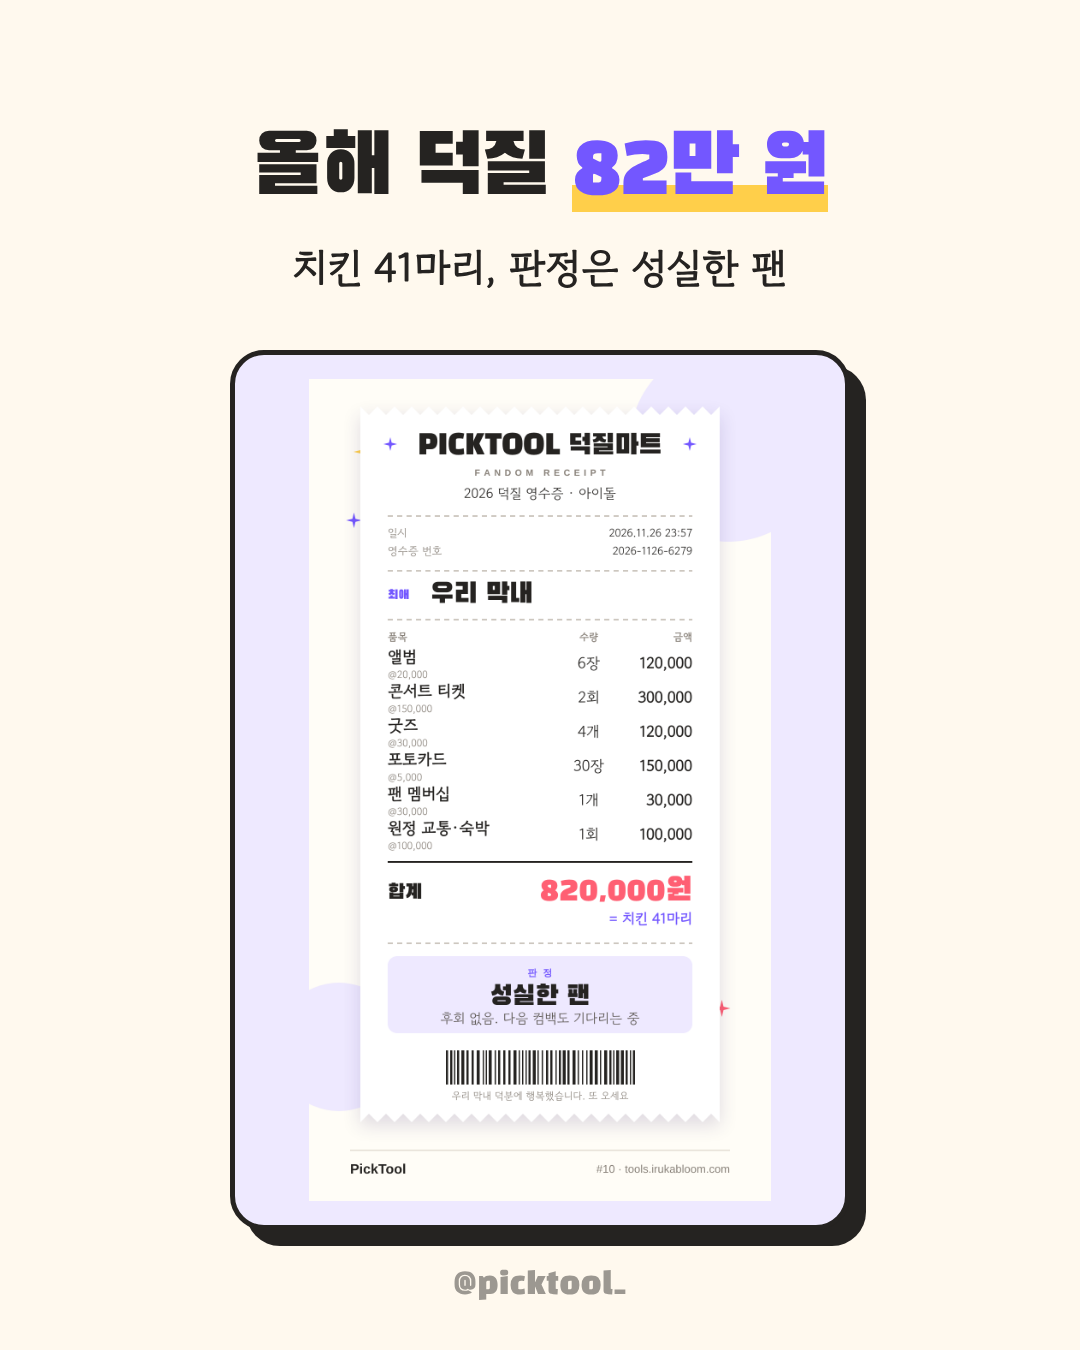 올해 덕질 82만 원
치킨 41마리, 판정은 성실한 팬
PICKTOOL 덕질마트
FANDOM RECEIPT
2026 덕질 영수증 · 아이돌
일시 2026.11.26 23:57
영수증 번호 2026-1126-6279
최애 우리 막내
품목 수량 금액
앨범 6장 120,000
@20,000
콘서트 티켓 2회 300,000
@150,000
굿즈 4개 120,000
@30,000
포토카드 30장 150,000
@5,000
팬 멤버십 1개 30,000
@30,000
원정 교통·숙박 1회 100,000
@100,000
합계 820,000원
= 치킨 41마리
판정
성실한 팬
후회 없음. 다음 컴백도 기다리는 중
우리 막내 덕분에 행복했습니다. 또 오세요
PickTool #10 · tools.irukabloom.com
@picktool_